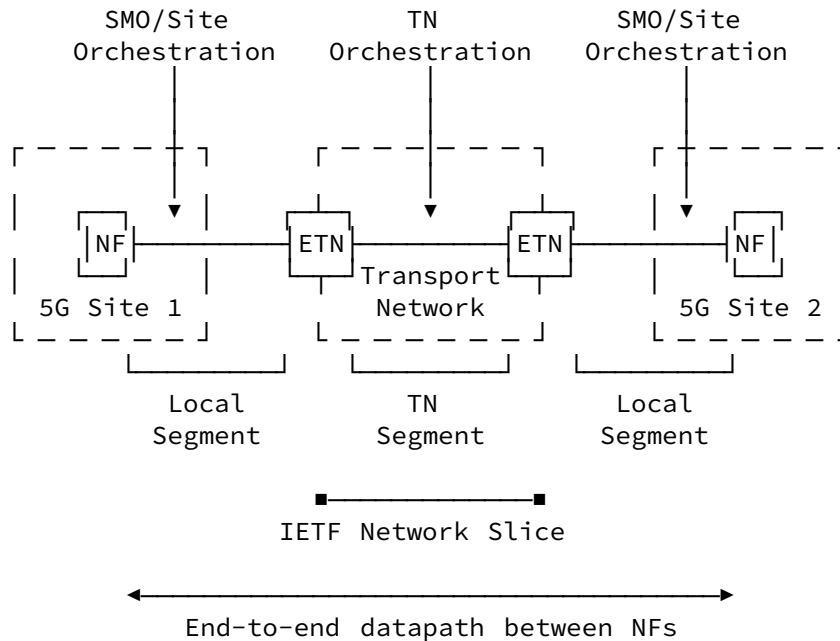 SMO/Site TN SMO/Site
Orchestration Orchestration Orchestration
NF ETN ETN NF
Transport
5G Site 1 Network 5G Site 2
Local TN Local
Segment Segment Segment
IETF Network Slice
End-to-end datapath between NFs